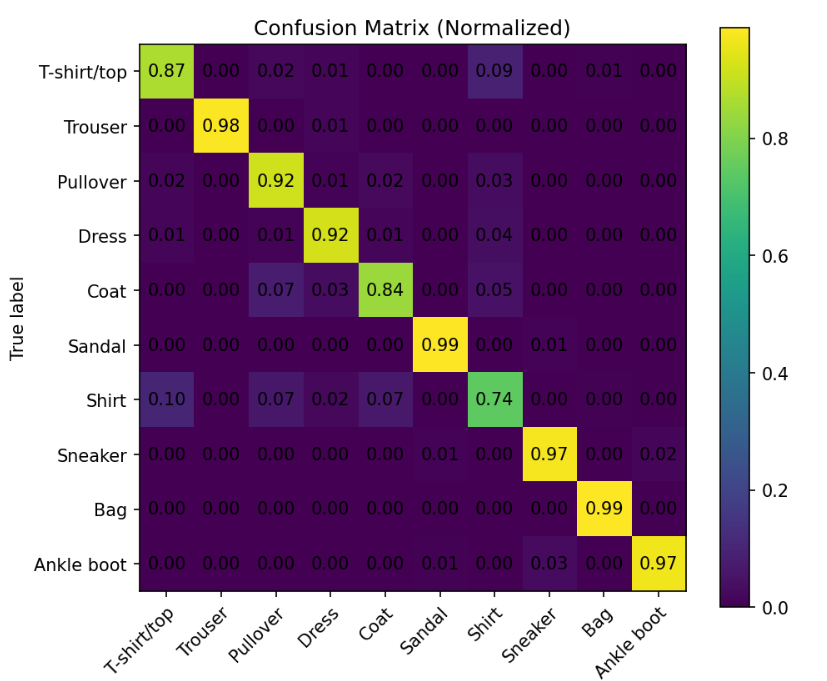 Confusion Matrix (Normalized)
True label
T-shirt/top 0.87 0.00 0.02 0.01 0.00 0.00 0.09 0.00 0.01 0.00
Trouser 0.00 0.98 0.00 0.01 0.00 0.00 0.00 0.00 0.00 0.00
Pullover 0.02 0.00 0.92 0.01 0.02 0.00 0.03 0.00 0.00 0.00
Dress 0.01 0.00 0.01 0.92 0.01 0.00 0.04 0.00 0.00 0.00
Coat 0.00 0.00 0.07 0.03 0.84 0.00 0.05 0.00 0.00 0.00
Sandal 0.00 0.00 0.00 0.00 0.00 0.99 0.00 0.01 0.00 0.00
Shirt 0.10 0.00 0.07 0.02 0.07 0.00 0.74 0.00 0.00 0.00
Sneaker 0.00 0.00 0.00 0.00 0.00 0.01 0.00 0.97 0.00 0.02
Bag 0.00 0.00 0.00 0.00 0.00 0.00 0.00 0.00 0.99 0.00
Ankle boot 0.00 0.00 0.00 0.00 0.00 0.01 0.00 0.03 0.00 0.97
T-shirt/top Trouser Pullover Dress Coat Sandal Shirt Sneaker Bag Ankle boot
0.8
0.6
0.4
0.2
0.0